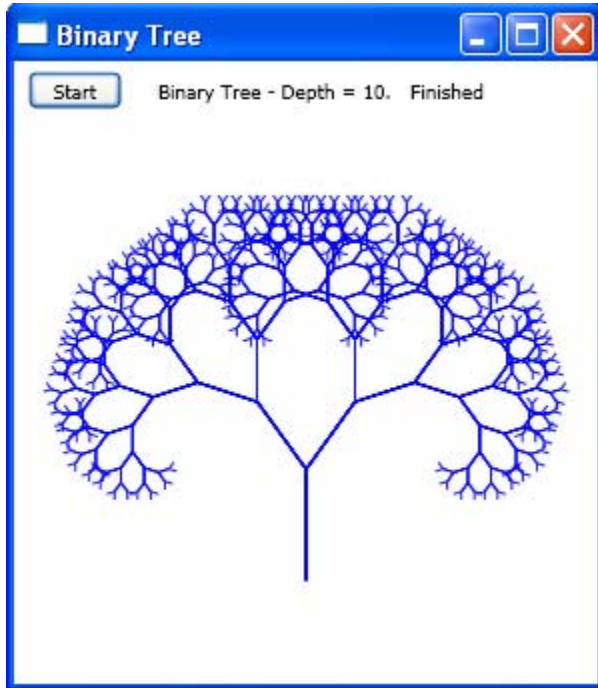 Binary Tree
Start Binary Tree - Depth = 10. Finished